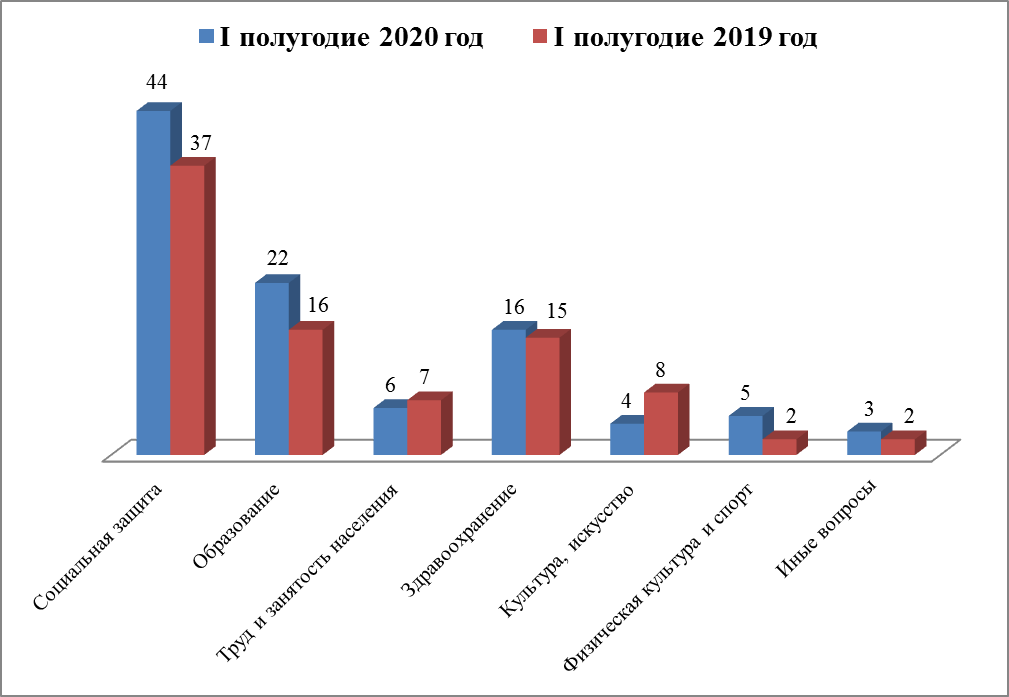 I полугодие 2020 год
I полугодие 2019 год
44
37
22
16
6
7
16
15
4
8
5
2
3
2
Социальная защита
Образование
Труд и занятость населения
Здравоохранение
Культура, искусство
Физическая культура и спорт
Иные вопросы